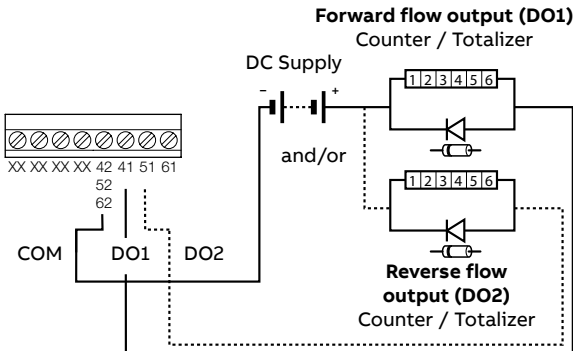 Forward flow output (DO1)
Counter / Totalizer
DC Supply
– +
1 2 3 4 5 6
and/or
XX XX XX XX 42 41 51 61
52
62
1 2 3 4 5 6
COM DO1 DO2
Reverse flow
output (DO2)
Counter / Totalizer